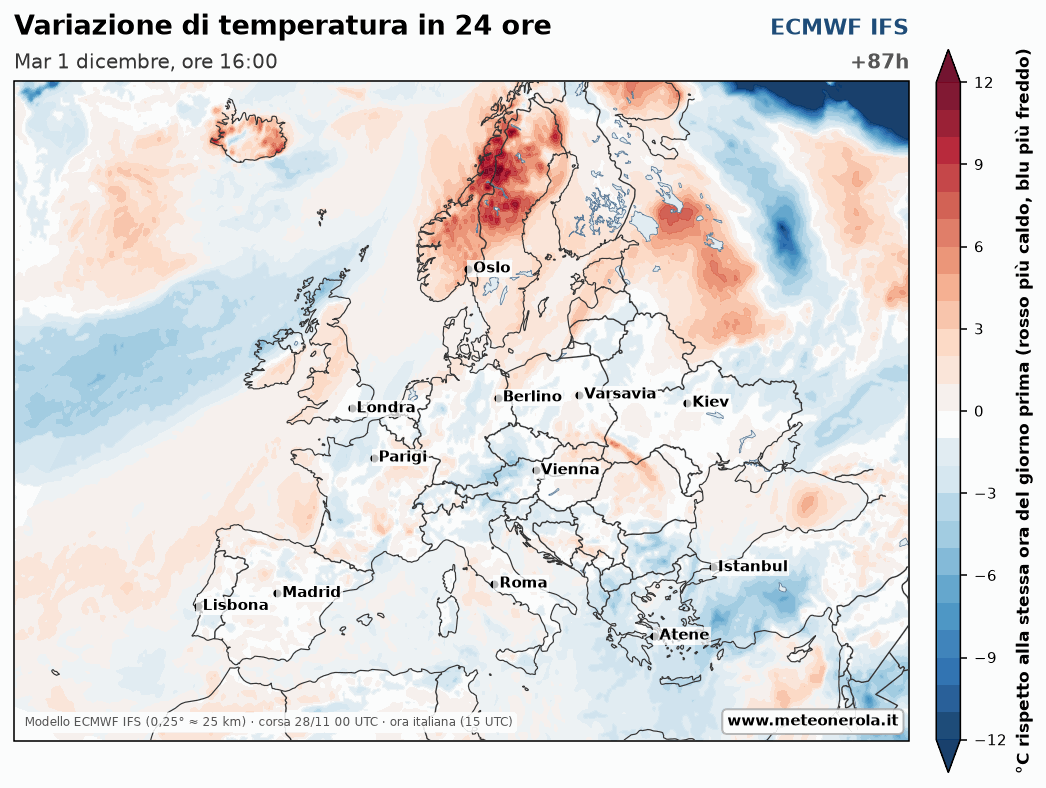 Variazione di temperatura in 24 ore
ECMWF IFS
Mar 1 dicembre, ore 16:00
+87h
Oslo
Londra
Berlino
Varsavia
Kiev
Parigi
Vienna
Istanbul
Roma
Madrid
Lisbona
Atene
Modello ECMWF IFS (0,25° ≈ 25 km) · corsa 28/11 00 UTC · ora italiana (15 UTC)
www.meteonerola.it
12
9
6
3
0
−3
−6
−9
−12
°C rispetto alla stessa ora del giorno prima (rosso più caldo, blu più freddo)